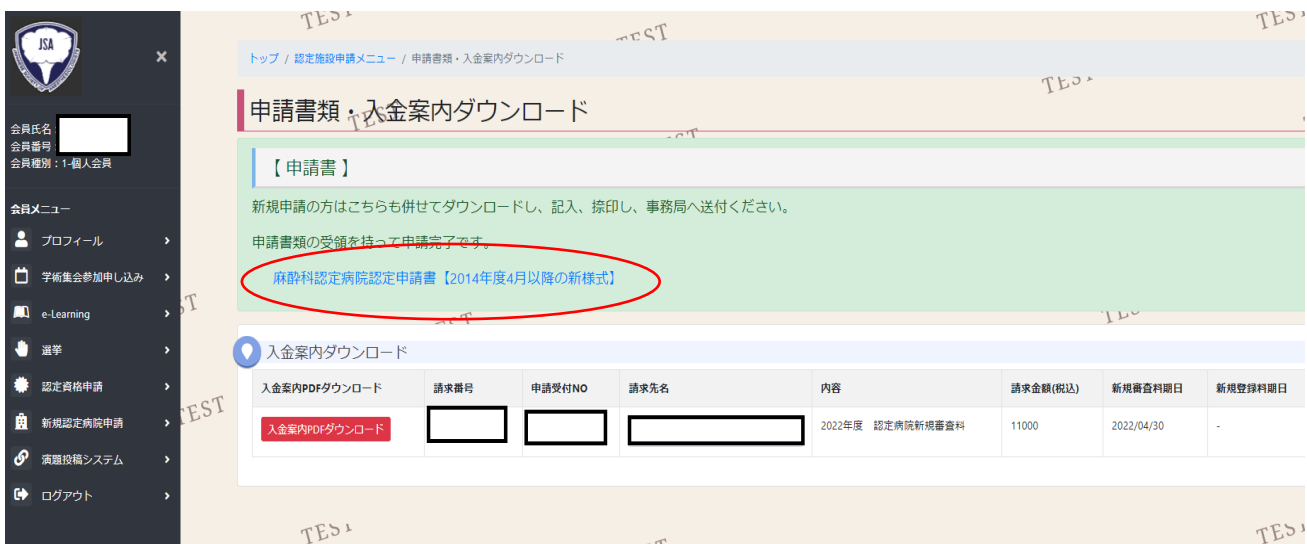 JSA
×
会員氏名：
会員番号
会員種別：1-個人会員
会員メニュー
プロフィール
学術集会参加申し込み
e-Learning
選挙
認定資格申請
新規認定病院申請
演題投稿システム
ログアウト
TEST
TEST
TEST
トップ / 認定施設申請メニュー / 申請書類・入金案内ダウンロード
TEST
申請書類・入金案内ダウンロード
TEST
TEST
【 申請書 】
新規申請の方はこちらも併せてダウンロードし、記入、捺印し、事務局へ送付ください。
申請書類の受領を持って申請完了です。
麻酔科認定病院認定申請書【2014年度4月以降の新様式】
TEST
TEST
TEST
入金案内ダウンロード
入金案内PDFダウンロード 請求番号 申請受付NO 請求先名 内容 請求金額(税込) 新規審査料期日 新規登録料期日
入金案内PDFダウンロード 2022年度 認定病院新規審査料 11000 2022/04/30 -
TEST
TEST
TEST